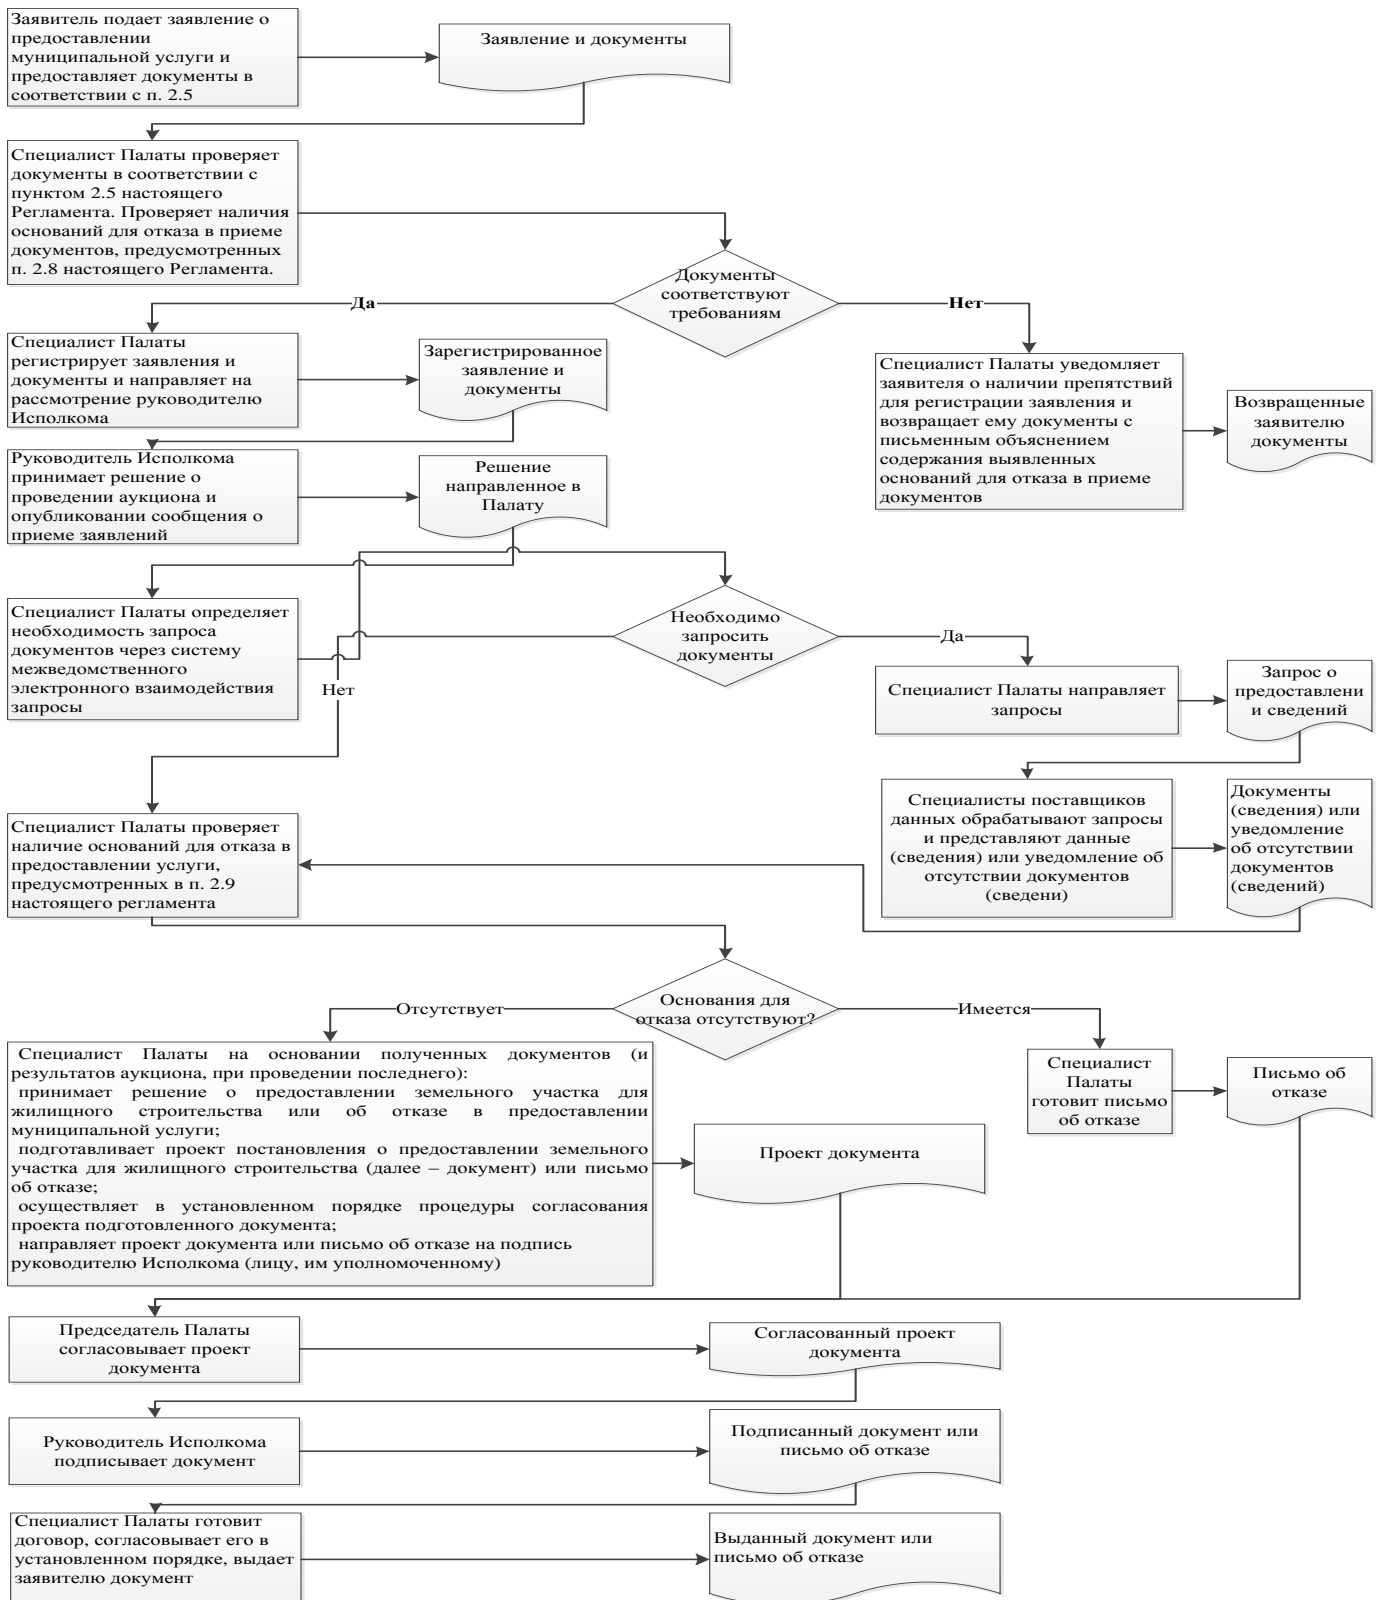 Заявитель подает заявление о
предоставлении
муниципальной услуги и
предоставляет документы в
соответствии с п. 2.5
Заявление и документы
Специалист Палаты проверяет
документы в соответствии с
пунктом 2.5 настоящего
Регламента. Проверяет наличия
оснований для отказа в приеме
документов, предусмотренных
п. 2.8 настоящего Регламента.
Документы
соответствуют
требованиям
Да
Нет
Специалист Палаты
регистрирует заявления и
документы и направляет на
рассмотрение руководителю
Исполкома
Зарегистрированное
заявление и
документы
Специалист Палаты уведомляет
заявителя о наличии препятствий
для регистрации заявления и
возвращает ему документы с
письменным объяснением
содержания выявленных
оснований для отказа в приеме
документов
Возвращенные
заявителю
документы
Руководитель Исполкома
принимает решение о
проведении аукциона и
опубликовании сообщения о
приеме заявлений
Решение
направленное в
Палату
Специалист Палаты определяет
необходимость запроса
документов через систему
межведомственного
электронного взаимодействия
запросы
Необходимо
запросить
документы
Да
Нет
Специалист Палаты направляет
запросы
Запрос о
предоставлени
и сведений
Специалисты поставщиков
данных обрабатывают запросы
и представляют данные
(сведения) или уведомление об
отсутствии документов
(сведени)
Документы
(сведения) или
уведомление
об отсутствии
документов
(сведений)
Специалист Палаты проверяет
наличие оснований для отказа в
предоставлении услуги,
предусмотренных в п. 2.9
настоящего регламента
Основания для
отказа отсутствуют?
Отсутствует
Имеется
Специалист Палаты на основании полученных документов (и
результатов аукциона, при проведении последнего):
принимает решение о предоставлении земельного участка для
жилищного строительства или об отказе в предоставлении
муниципальной услуги;
подготавливает проект постановления о предоставлении земельного
участка для жилищного строительства (далее – документ) или письмо
об отказе;
осуществляет в установленном порядке процедуры согласования
проекта подготовленного документа;
направляет проект документа или письмо об отказе на подпись
руководителю Исполкома (лицу, им уполномоченному)
Проект документа
Специалист
Палаты
готовит письмо
об отказе
Письмо об
отказе
Председатель Палаты
согласовывает проект
документа
Согласованный проект
документа
Руководитель Исполкома
подписывает документ
Подписанный документ или
письмо об отказе
Специалист Палаты готовит
договор, согласовывает его в
установленном порядке, выдает
заявителю документ
Выданный документ или
письмо об отказе